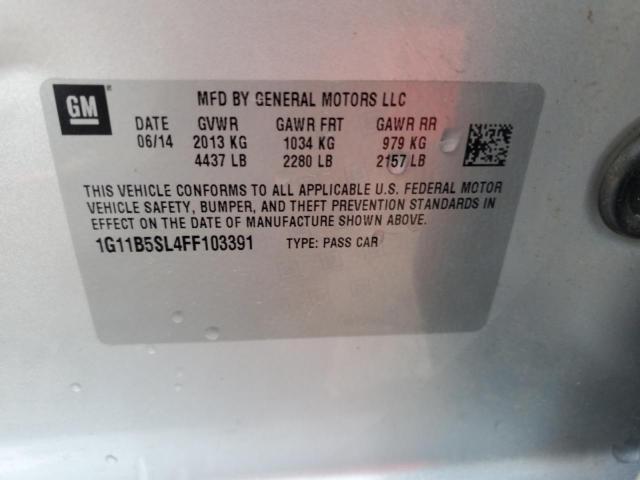 GM
MFD BY GENERAL MOTORS LLC
DATE GVWR GAWR FRT GAWR RR
06/14 2013 KG 1034 KG 979 KG
4437 LB 2280 LB 2157 LB
THIS VEHICLE CONFORMS TO ALL APPLICABLE U.S. FEDERAL MOTOR
VEHICLE SAFETY, BUMPER, AND THEFT PREVENTION STANDARDS IN
EFFECT ON THE DATE OF MANUFACTURE SHOWN ABOVE.
1G11B5SL4FF103391 TYPE: PASS CAR